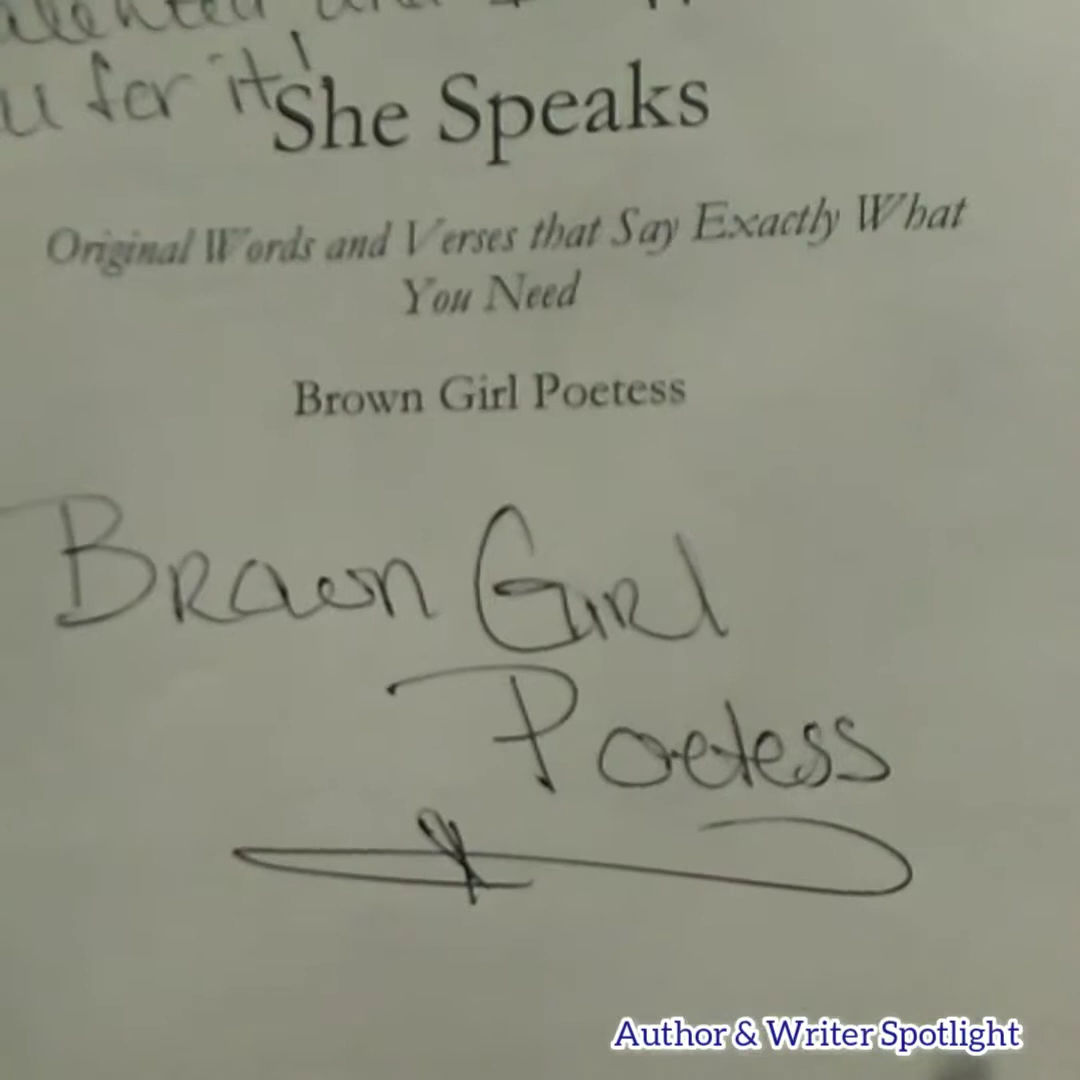 u for it!
She Speaks
Original Words and Verses that Say Exactly What
You Need
Brown Girl Poetess
Brown Girl
Poetess
Author & Writer Spotlight